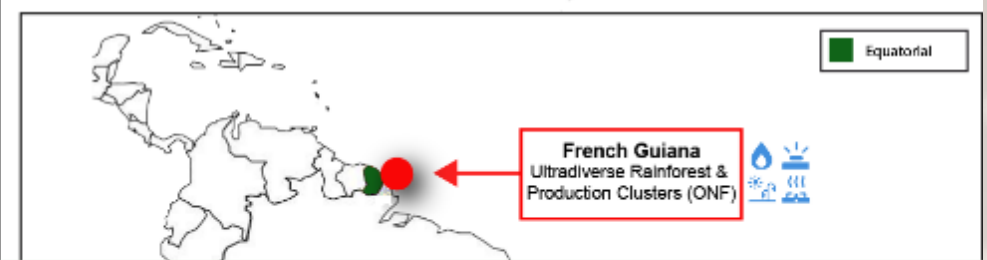 Equatorial
French Guiana
Ultradiverse Rainforest &
Production Clusters (ONF)